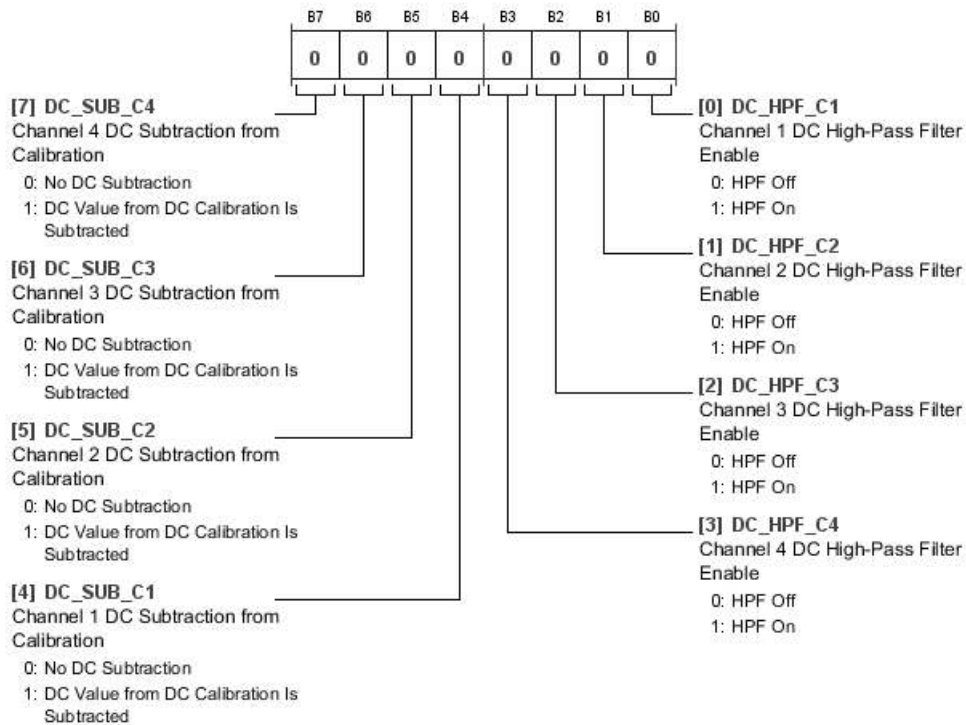 B7 B6 B5 B4 B3 B2 B1 B0
0 0 0 0 0 0 0 0
[7] DC_SUB_C4
Channel 4 DC Subtraction from
Calibration
0: No DC Subtraction
1: DC Value from DC Calibration Is
Subtracted
[6] DC_SUB_C3
Channel 3 DC Subtraction from
Calibration
0: No DC Subtraction
1: DC Value from DC Calibration Is
Subtracted
[5] DC_SUB_C2
Channel 2 DC Subtraction from
Calibration
0: No DC Subtraction
1: DC Value from DC Calibration Is
Subtracted
[4] DC_SUB_C1
Channel 1 DC Subtraction from
Calibration
0: No DC Subtraction
1: DC Value from DC Calibration Is
Subtracted
[0] DC_HPF_C1
Channel 1 DC High-Pass Filter
Enable
0: HPF Off
1: HPF On
[1] DC_HPF_C2
Channel 2 DC High-Pass Filter
Enable
0: HPF Off
1: HPF On
[2] DC_HPF_C3
Channel 3 DC High-Pass Filter
Enable
0: HPF Off
1: HPF On
[3] DC_HPF_C4
Channel 4 DC High-Pass Filter
Enable
0: HPF Off
1: HPF On